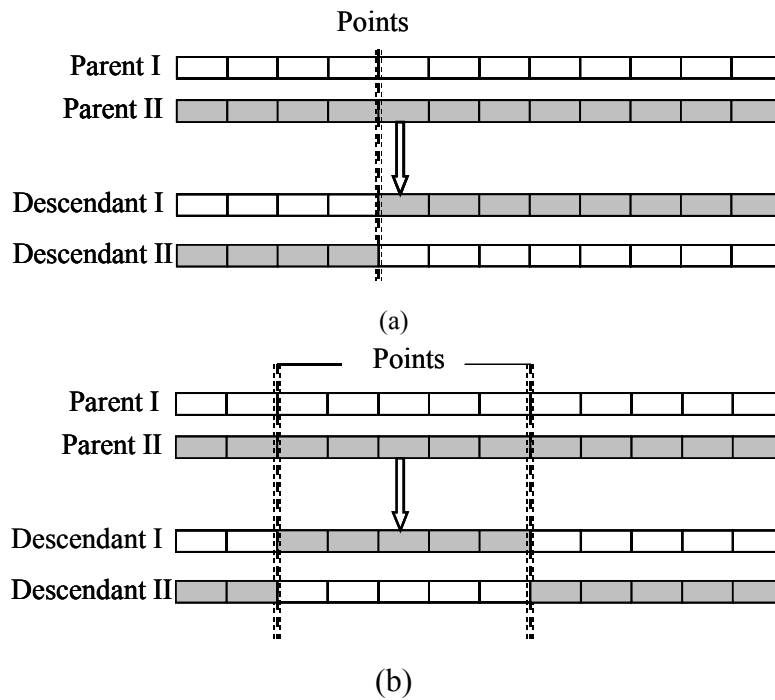 Points
Parent I
Parent II
Descendant I
Descendant II
(a)
Points
Parent I
Parent II
Descendant I
Descendant II
(b)